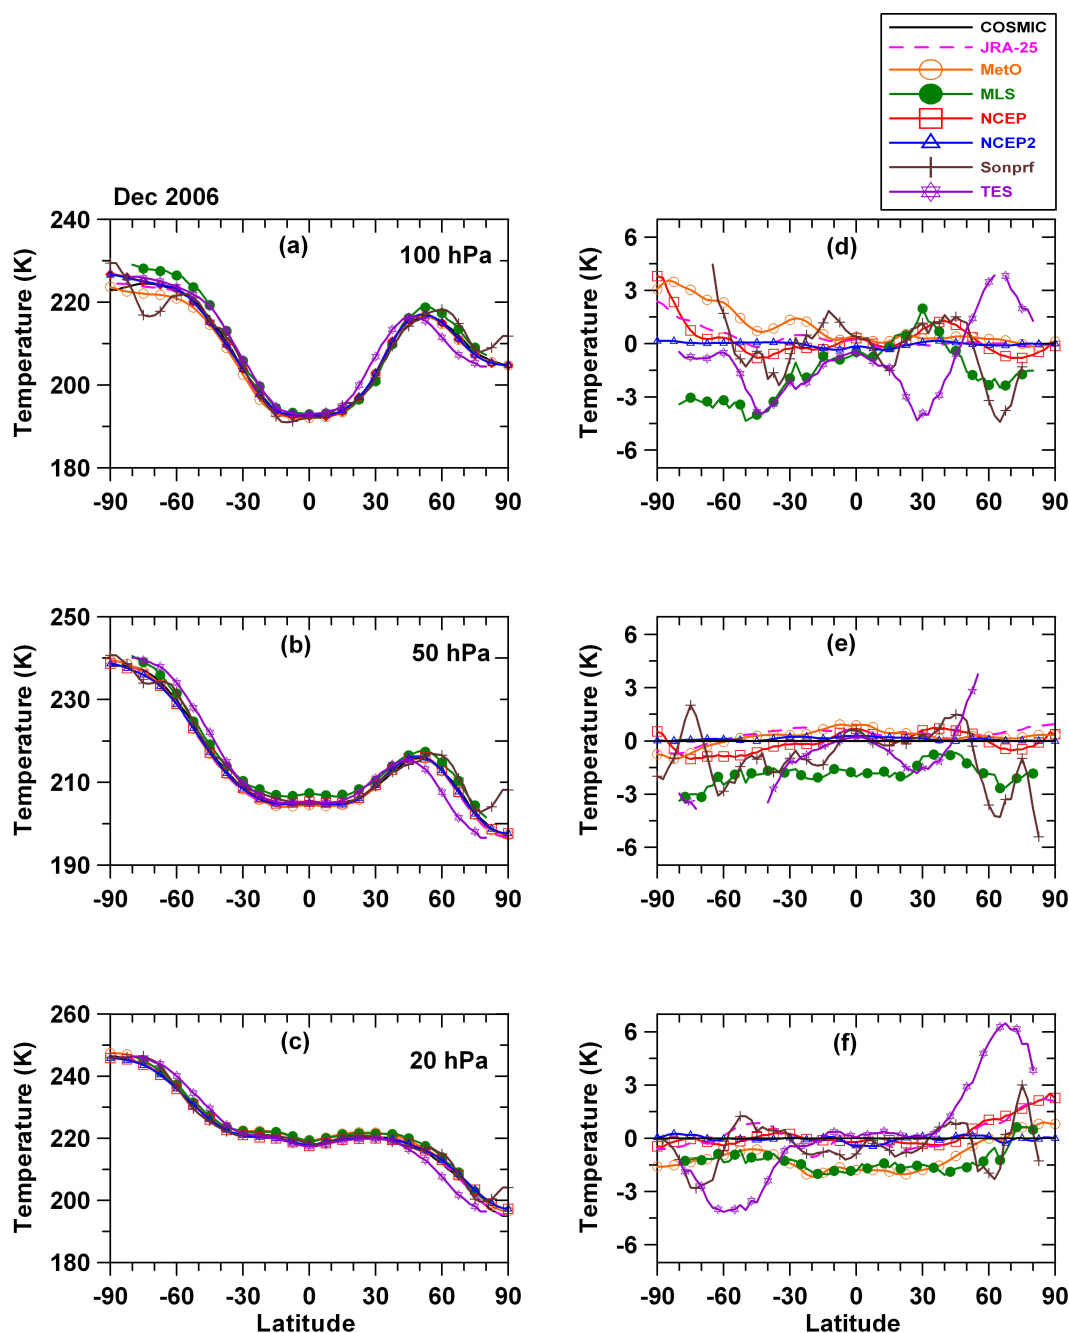 COSMIC
JRA-25
MetO
MLS
NCEP
NCEP2
Sonprf
TES
Dec 2006
240
220
200
180
Temperature (K)
(a)
100 hPa
-90 -60 -30 0 30 60 90
6
3
0
-3
-6
Temperature (K)
(d)
-90 -60 -30 0 30 60 90
250
230
210
190
Temperature (K)
(b)
50 hPa
-90 -60 -30 0 30 60 90
6
3
0
-3
-6
Temperature (K)
(e)
-90 -60 -30 0 30 60 90
260
240
220
200
180
Temperature (K)
(c)
20 hPa
-90 -60 -30 0 30 60 90
Latitude
6
3
0
-3
-6
Temperature (K)
(f)
-90 -60 -30 0 30 60 90
Latitude